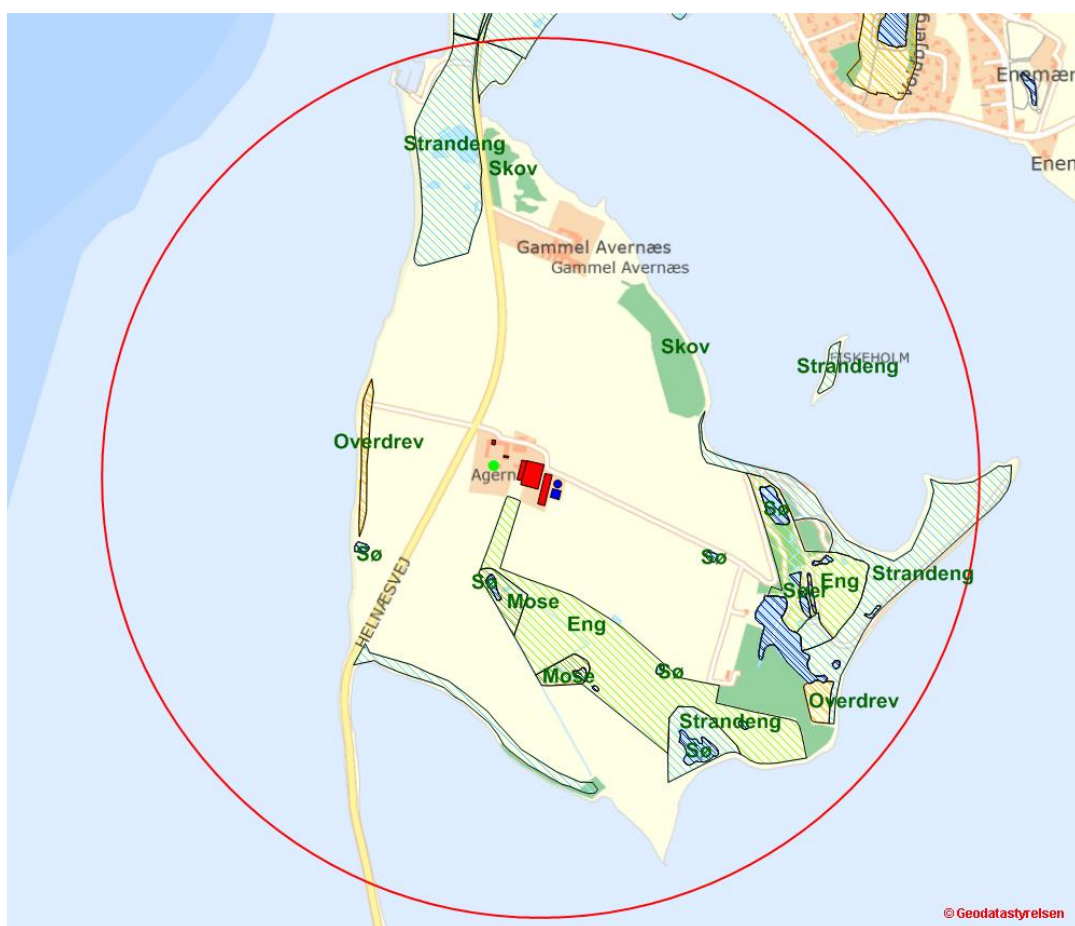 Vordbjerg
Enemær
Enem
Strandeng
Skov
Gammel Avernæs
Gammel Avernæs
Skov
FISKEHOLM
Strandeng
Overdrev
Agern
Sø
Sø
Sø
HELNÆSVEJ
Sø
Mose
Søer
Eng
Strandeng
Eng
Mose
Sø
Overdrev
Strandeng
Sø
© Geodatastyrelsen